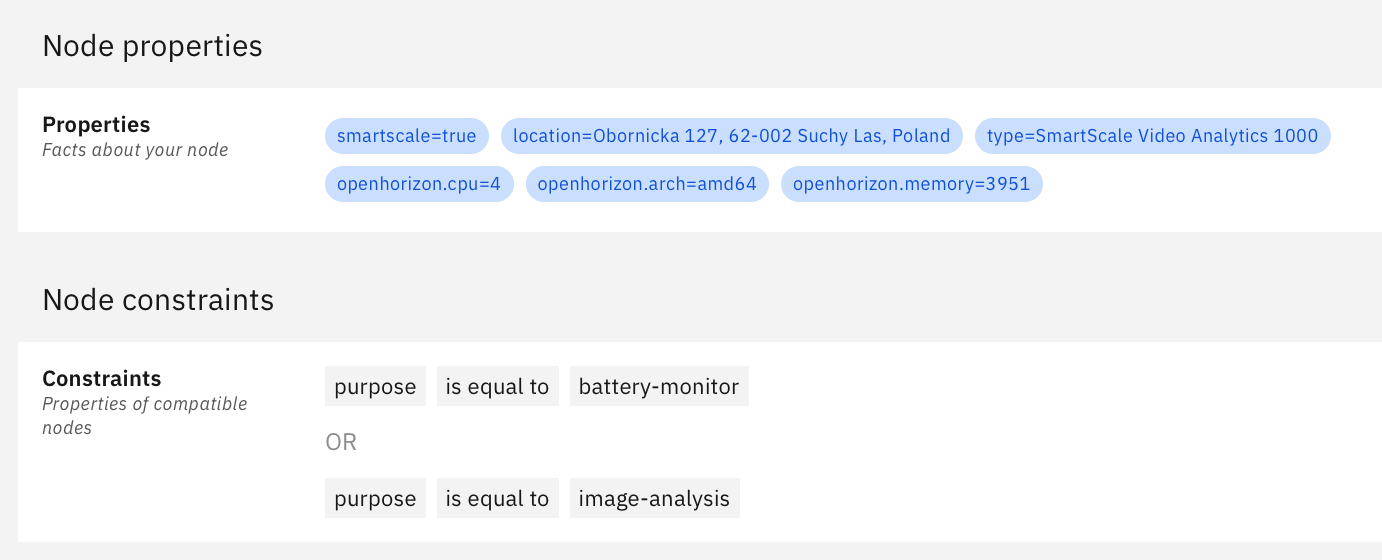 Node properties
Properties
Facts about your node
smartscale=true location=Obornicka 127, 62-002 Suchy Las, Poland type=SmartScale Video Analytics 1000
openhorizon.cpu=4 openhorizon.arch=amd64 openhorizon.memory=3951
Node constraints
Constraints
Properties of compatible
nodes
purpose is equal to battery-monitor
OR
purpose is equal to image-analysis